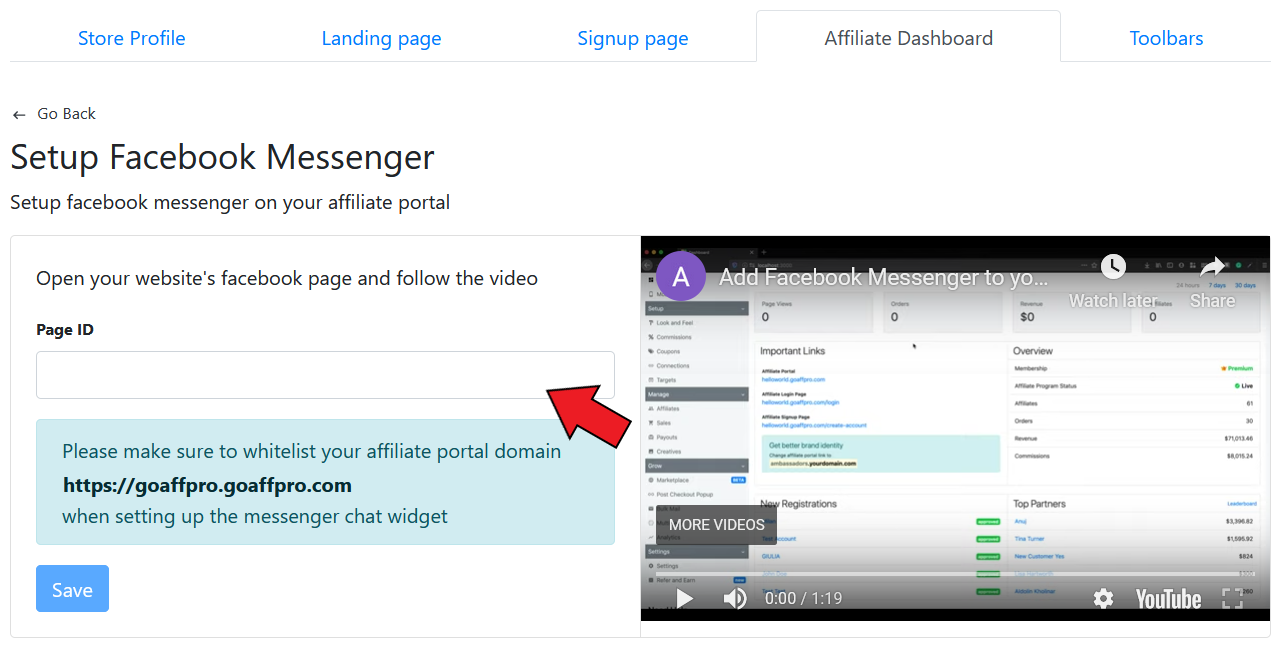 Store Profile
Landing page
Signup page
Affiliate Dashboard
Toolbars
← Go Back
Setup Facebook Messenger
Setup facebook messenger on your affiliate portal
Open your website's facebook page and follow the video
Page ID
Please make sure to whitelist your affiliate portal domain
https://goaffpro.goaffpro.com
when setting up the messenger chat widget
Save
A
Add Facebook Messenger to yo...
Watch later
Share
24 hours
7 days
30 days
Setup
Look and Feel
Commissions
Coupons
Connections
Targets
Manage
Affiliates
Sales
Payouts
Creatives
Grow
Marketplace
BETA
Post Checkout Popup
Bulk Mail
Analytics
Settings
Settings
Refer and Earn
Page Views
0
Orders
0
Revenue
$0
0
Important Links
Affiliate Portal
helloworld.goaffpro.com
Affiliate Login Page
helloworld.goaffpro.com/login
Affiliate Signup Page
helloworld.goaffpro.com/create-account
Get better brand identity
Change affiliate portal link to
ambassadors.yourdomain.com
Overview
Membership
Premium
Affiliate Program Status
Live
Affiliates
61
Orders
30
Revenue
$71,013.46
Commissions
$8,015.24
New Registrations
approved
Test Account
approved
GIULIA
approved
John Doe
approved
approved
Top Partners
Leaderboard
Anuj
$3,396.82
Tina Turner
$1,595.92
New Customer Yes
$824
$300
MORE VIDEOS
0:00 / 1:19
YouTube